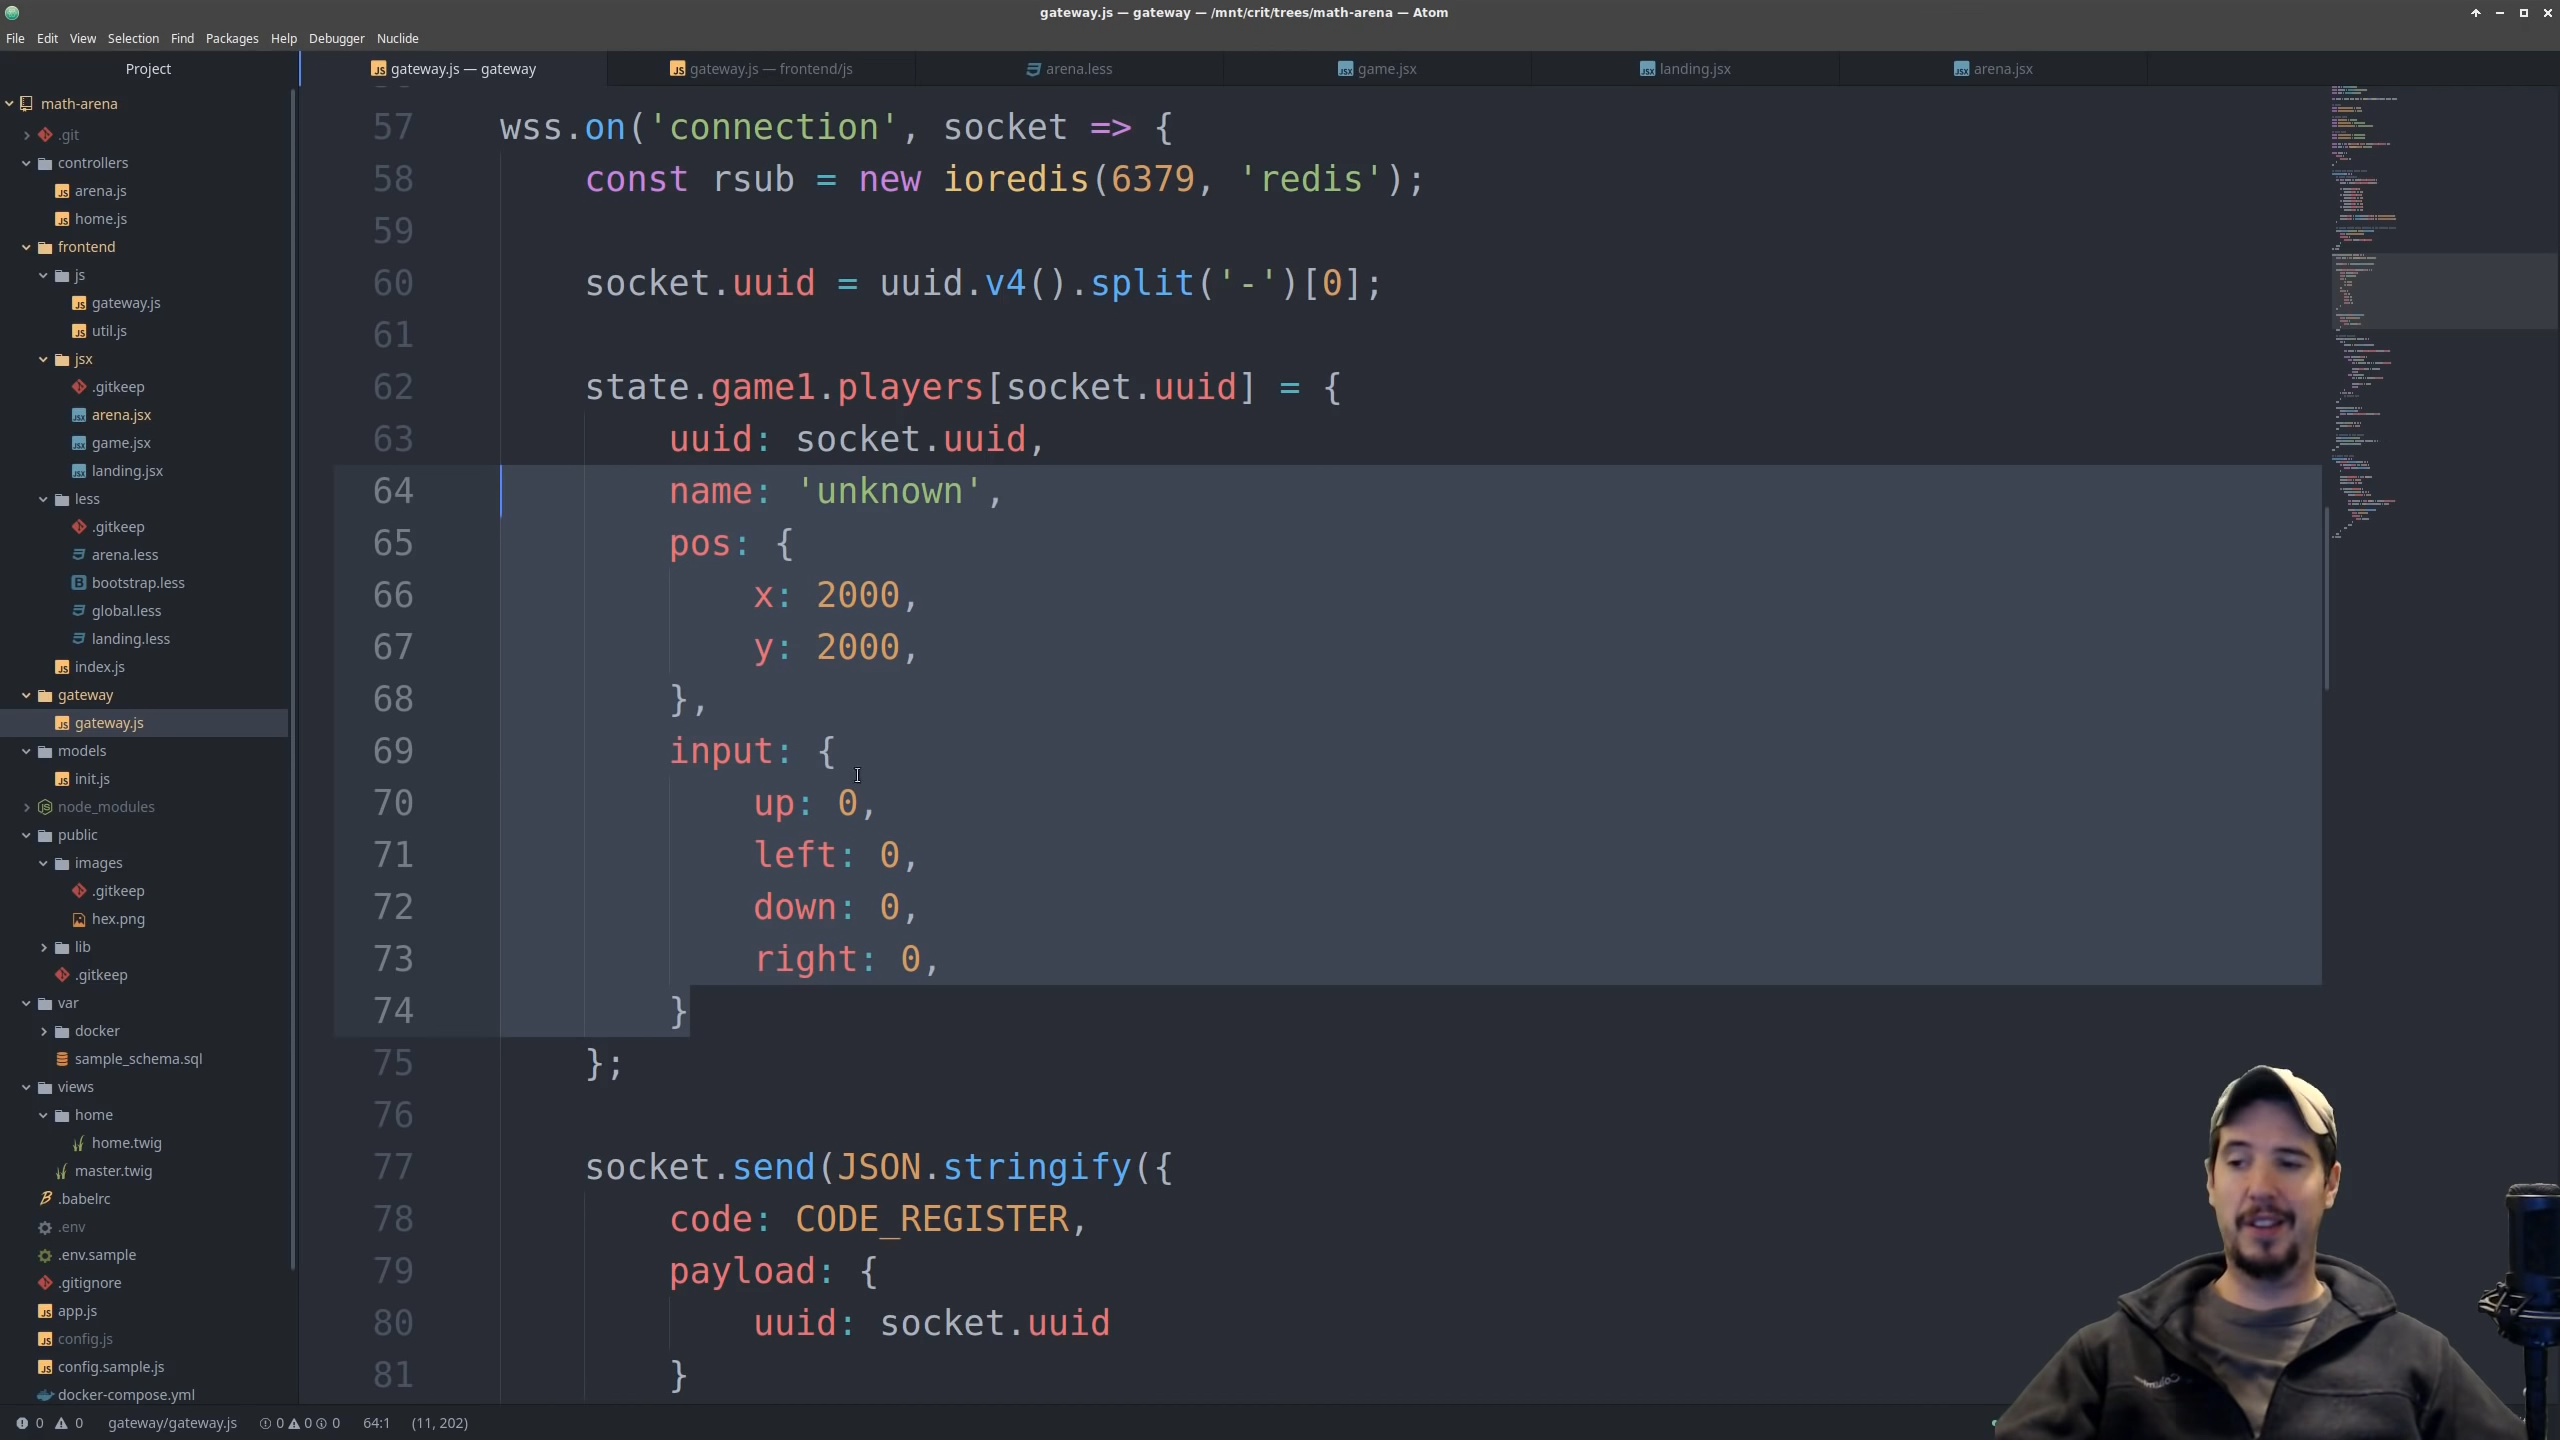 gateway.js — gateway — /mnt/crit/trees/math-arena — Atom
File Edit View Selection Find Packages Help Debugger Nuclide
Project
gateway.js — gateway
gateway.js — frontend/js
arena.less
game.jsx
landing.jsx
arena.jsx
math-arena
.git
controllers
arena.js
home.js
frontend
js
gateway.js
util.js
jsx
.gitkeep
arena.jsx
game.jsx
landing.jsx
less
.gitkeep
arena.less
bootstrap.less
global.less
landing.less
index.js
gateway
gateway.js
models
init.js
node_modules
public
images
.gitkeep
hex.png
lib
.gitkeep
var
docker
sample_schema.sql
views
home
home.twig
master.twig
.babelrc
.env
.env.sample
.gitignore
app.js
config.js
config.sample.js
docker-compose.yml
57 wss.on('connection', socket => {
58 const rsub = new ioredis(6379, 'redis');
59
60 socket.uuid = uuid.v4().split('-')[0];
61
62 state.game1.players[socket.uuid] = {
63 uuid: socket.uuid,
64 name: 'unknown',
65 pos: {
66 x: 2000,
67 y: 2000,
68 },
69 input: {
70 up: 0,
71 left: 0,
72 down: 0,
73 right: 0,
74 }
75 };
76
77 socket.send(JSON.stringify({
78 code: CODE_REGISTER,
79 payload: {
80 uuid: socket.uuid
81 }
0 0 gateway/gateway.js 0 0 0 64:1 (11, 202)